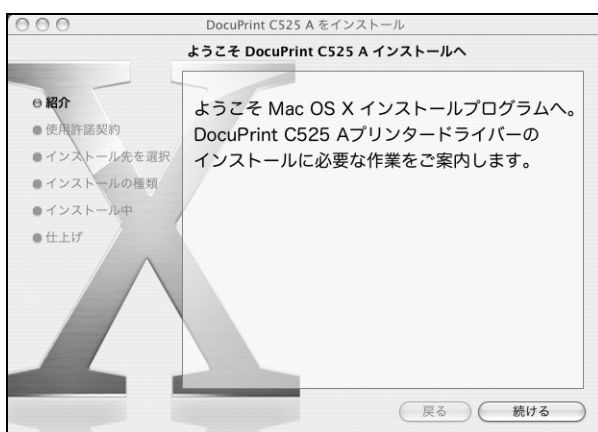 DocuPrint C525 A をインストール
ようこそ DocuPrint C525 A インストールへ
紹介
使用許諾契約
インストール先を選択
インストールの種類
インストール中
仕上げ
ようこそ Mac OS X インストールプログラムへ。
DocuPrint C525 Aプリンタードライバーの
インストールに必要な作業をご案内します。
戻る
続ける